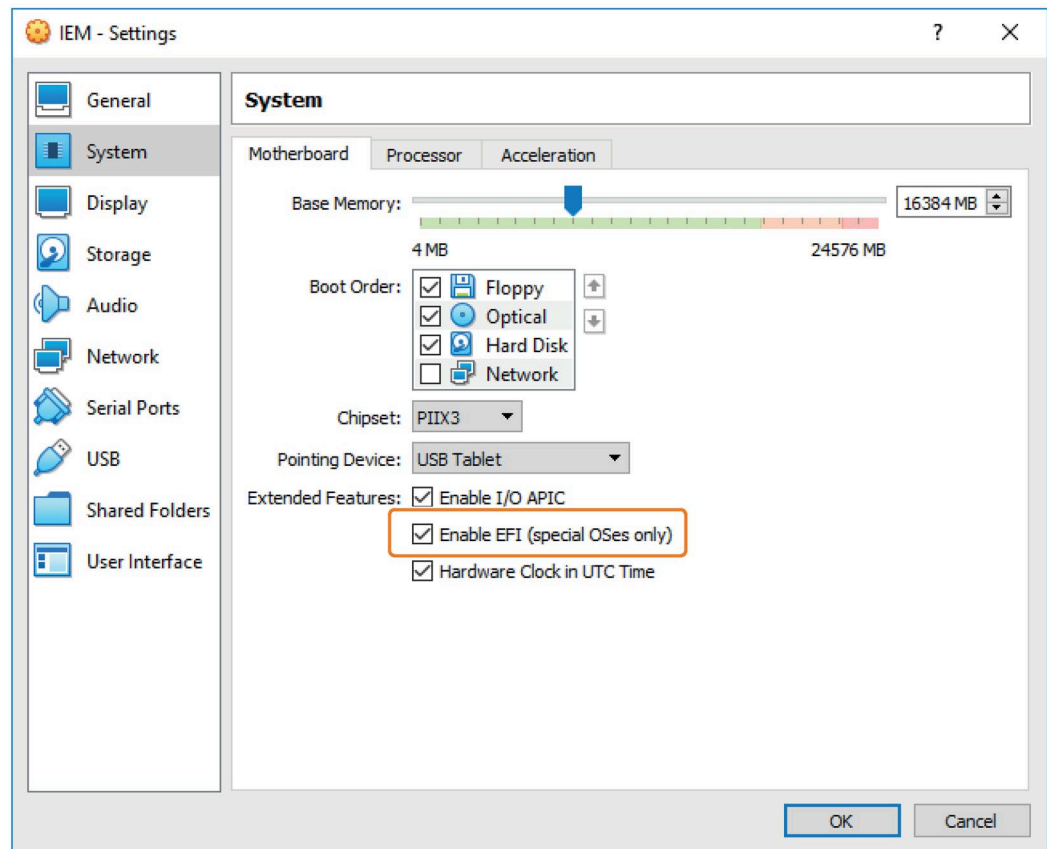 IEM - Settings
?
General
System
Display
Storage
Audio
Network
Serial Ports
USB
Shared Folders
User Interface
System
Motherboard Processor Acceleration
Base Memory: 16384 MB
4 MB 24576 MB
Boot Order: Floppy
Optical
Hard Disk
Network
Chipset: PIIX3
Pointing Device: USB Tablet
Extended Features: Enable I/O APIC
Enable EFI (special OSes only)
Hardware Clock in UTC Time
OK Cancel